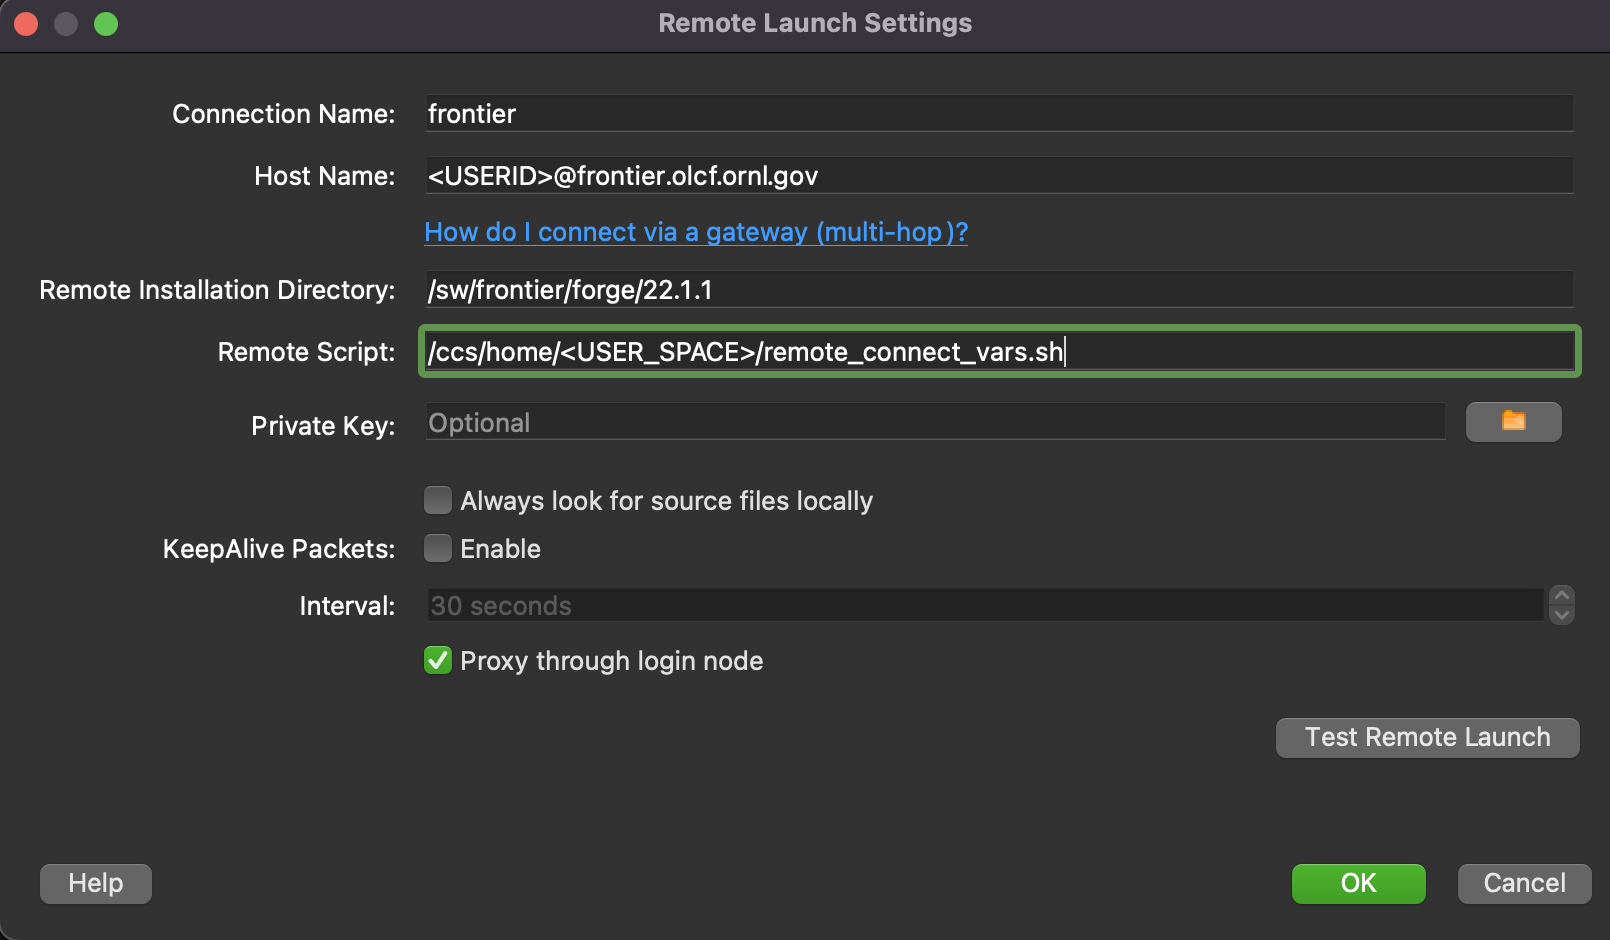 Remote Launch Settings
Connection Name: frontier
Host Name: <USERID>@frontier.olcf.ornl.gov
How do I connect via a gateway (multi-hop)?
Remote Installation Directory: /sw/frontier/forge/22.1.1
Remote Script: /ccs/home/<USER_SPACE>/remote_connect_vars.sh
Private Key: Optional
Always look for source files locally
KeepAlive Packets: Enable
Interval: 30 seconds
Proxy through login node
Test Remote Launch
Help OK Cancel